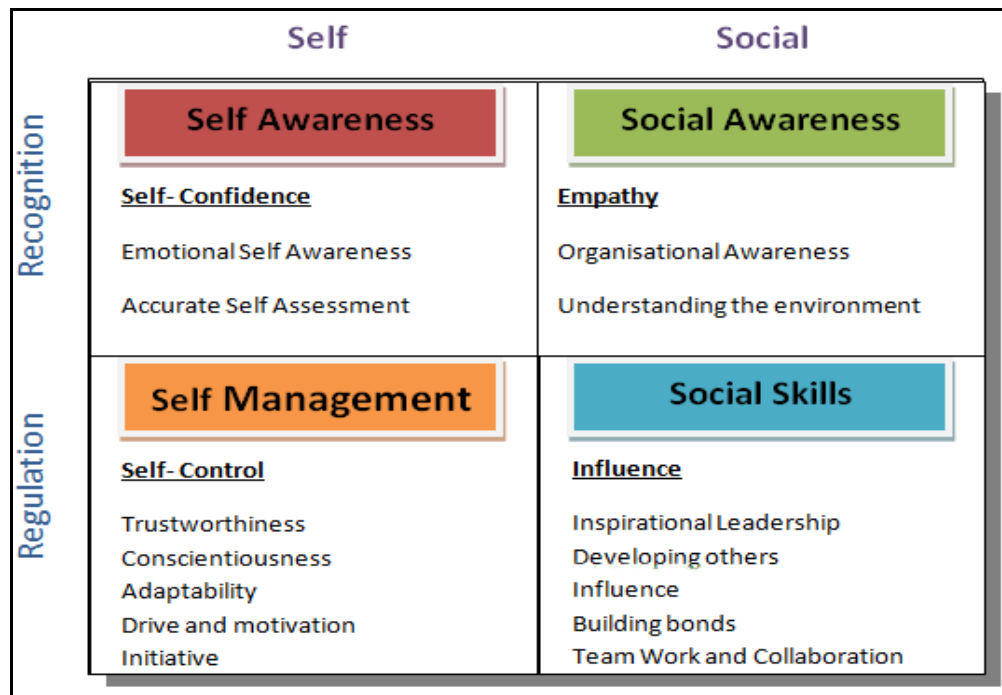 Self
Social
Recognition
Self Awareness
Self- Confidence
Emotional Self Awareness
Accurate Self Assessment
Social Awareness
Empathy
Organisational Awareness
Understanding the environment
Regulation
Self Management
Self- Control
Trustworthiness
Conscientiousness
Adaptability
Drive and motivation
Initiative
Social Skills
Influence
Inspirational Leadership
Developing others
Influence
Building bonds
Team Work and Collaboration